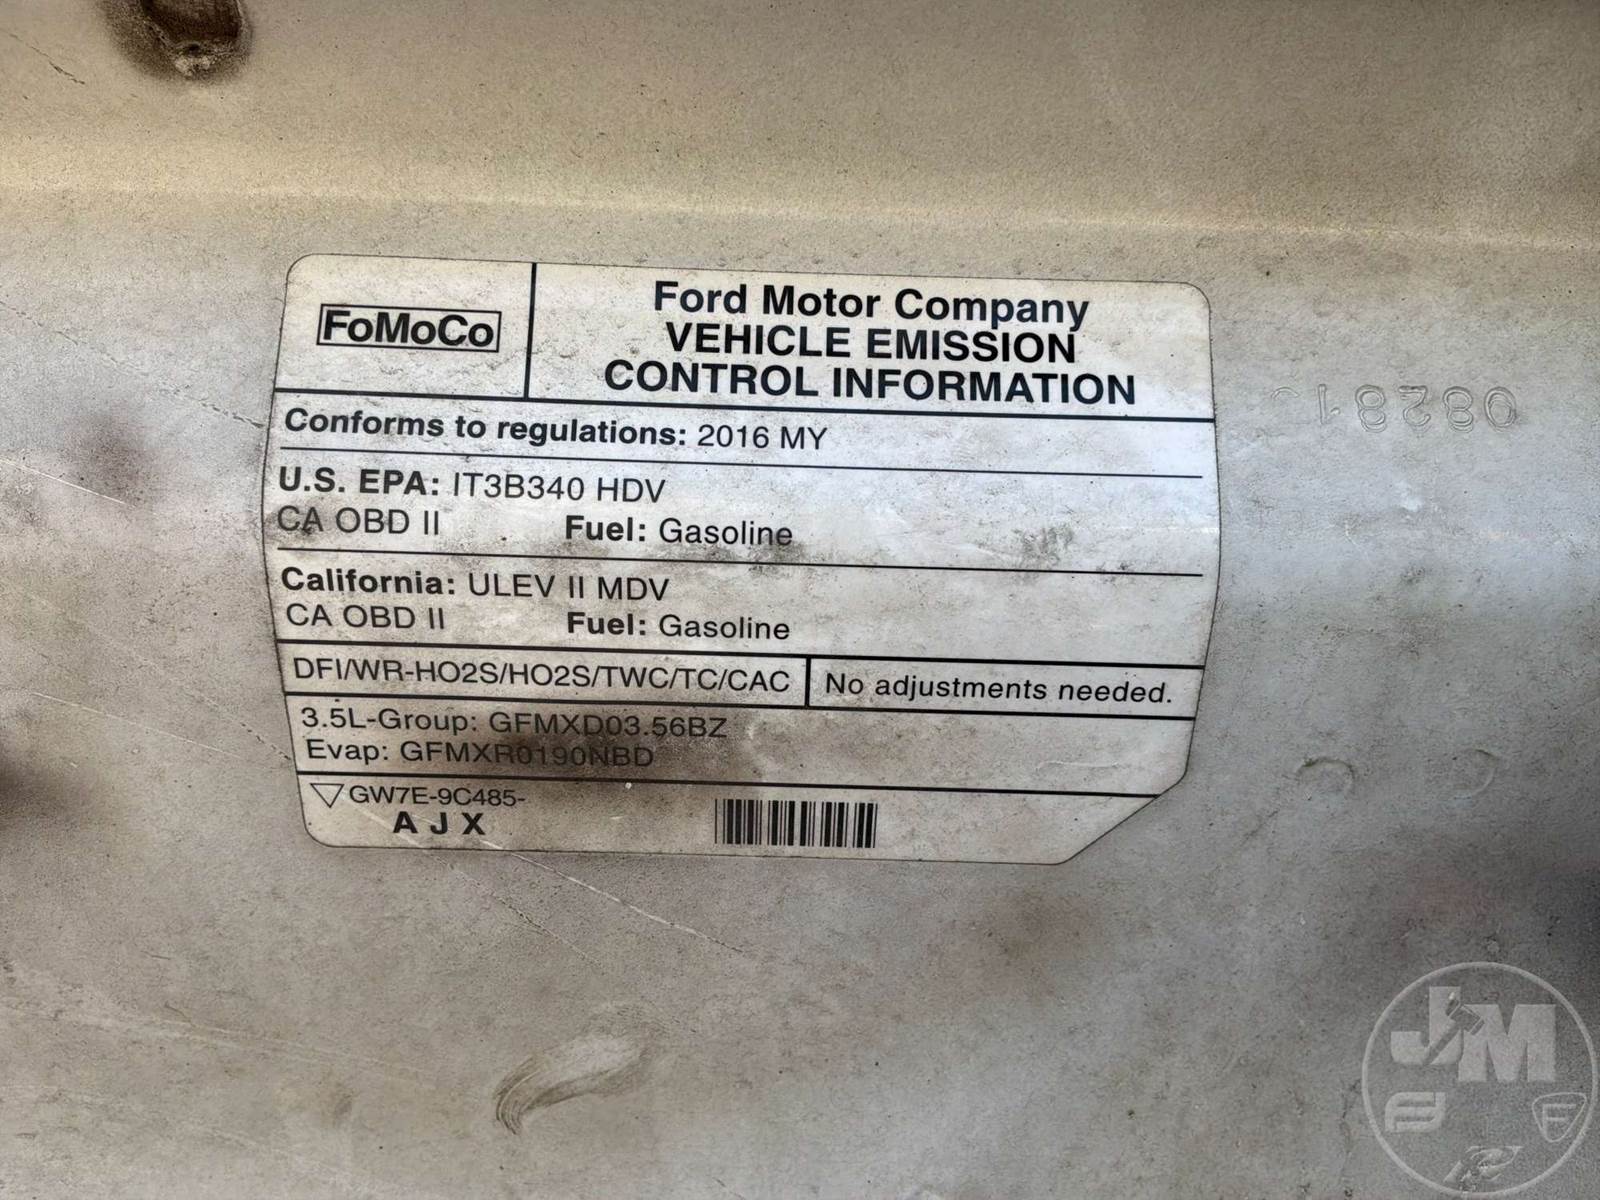 FoMoCo
Ford Motor Company
VEHICLE EMISSION
CONTROL INFORMATION
Conforms to regulations: 2016 MY
U.S. EPA: IT3B340 HDV
CA OBD II Fuel: Gasoline
California: ULEV II MDV
CA OBD II Fuel: Gasoline
DFI/WR-HO2S/HO2S/TWC/TC/CAC
No adjustments needed.
3.5L-Group: GFMXD03.56BZ
Evap: GFMXR0190NBD
GW7E-9C485-
A J X
JM